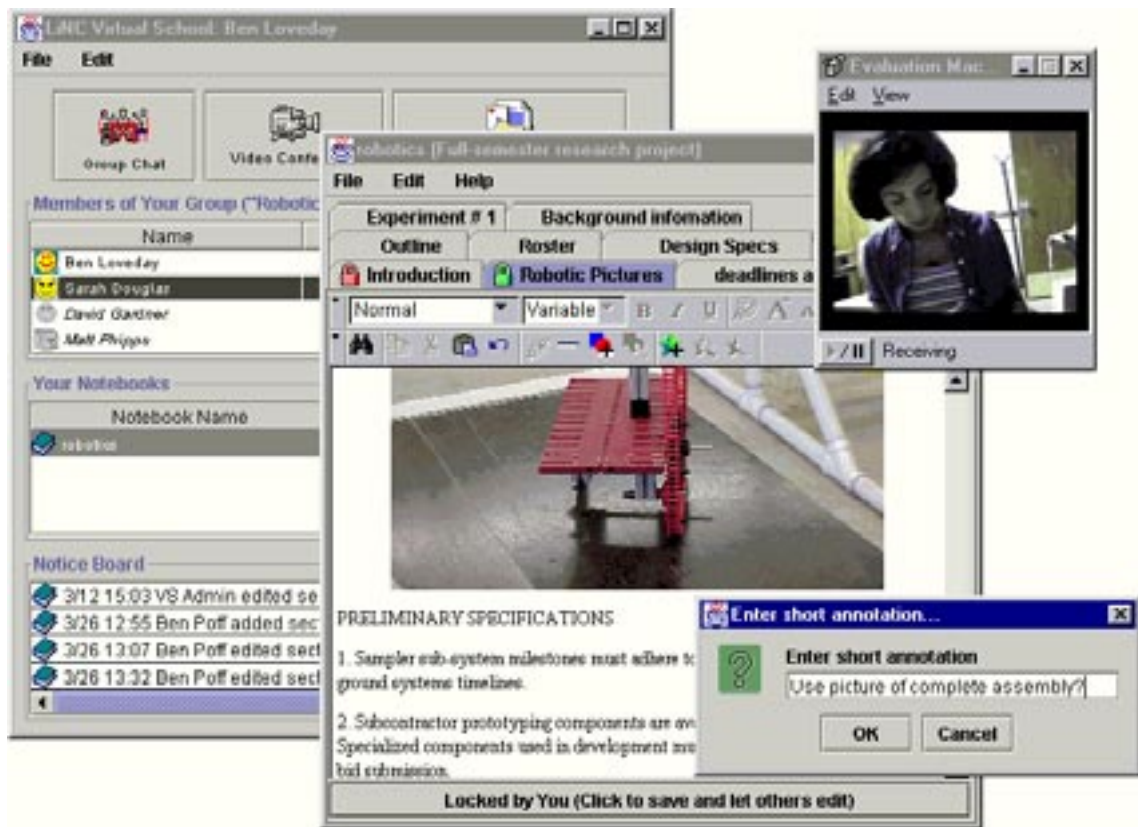 LiNC Virtual School: Ben Loveday
File Edit
Group Chat
Video Confe
Members of Your Group ("Robotic
Name
Ben Loveday
Sarah Douglas
David Gardner
Matt Phipps
Your Notebooks
Notebook Name
robotics
Notice Board
3/12 15:03 VS Admin edited se
3/26 12:55 Ben Poff added sec
3/26 13:07 Ben Poff edited sect
3/26 13:32 Ben Poff edited sect
robotics [Full-semester research project]
File Edit Help
Experiment # 1 Background infomation
Outline Roster Design Specs
Introduction Robotic Pictures deadlines a
Normal Variable B I U A
PRELIMINARY SPECIFICATIONS
1. Sampler sub-system milestones must adhere to
ground systems timelines.
2. Subcontractor prototyping components are av
Specialized components used in development mu
bid submission.
Locked by You (Click to save and let others edit)
Evaluation Mac...
Edit View
Receiving
Enter short annotation...
Enter short annotation
Use picture of complete assembly?
OK Cancel